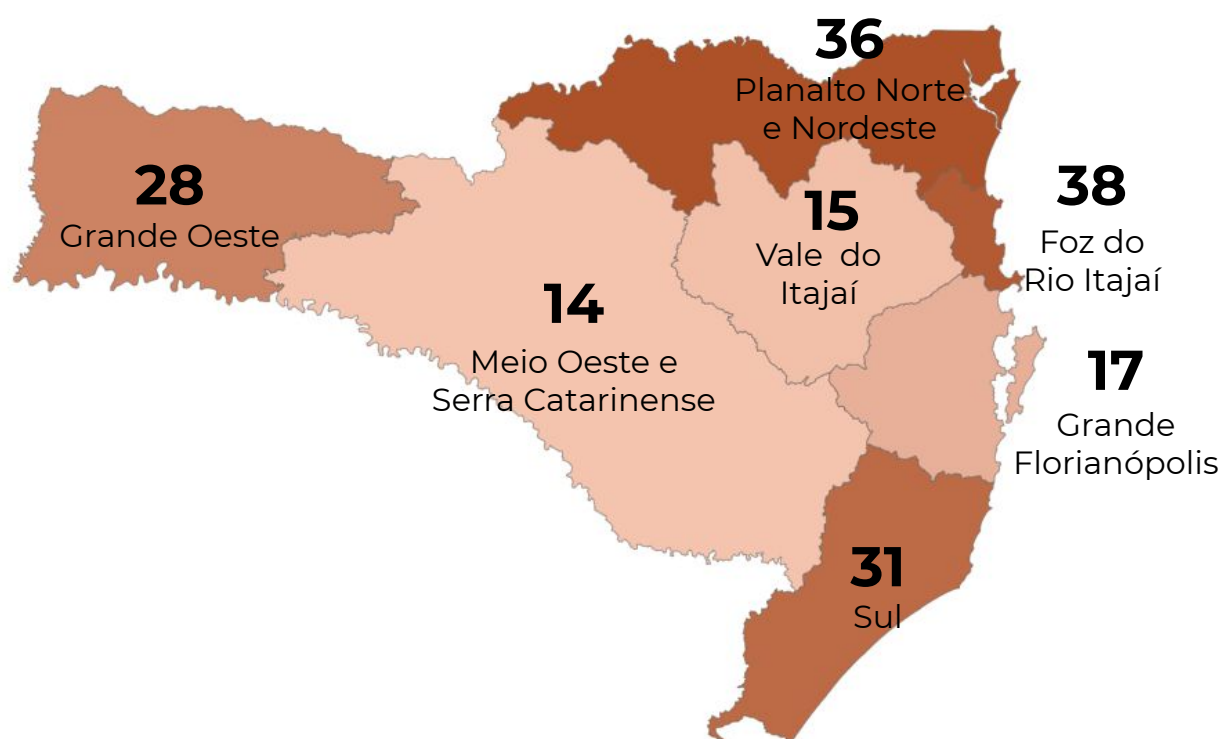 36
Planalto Norte
e Nordeste
28
Grande Oeste
15
Vale do
Itajaí
38
Foz do
Rio Itajaí
14
Meio Oeste e
Serra Catarinense
17
Grande
Florianópolis
31
Sul